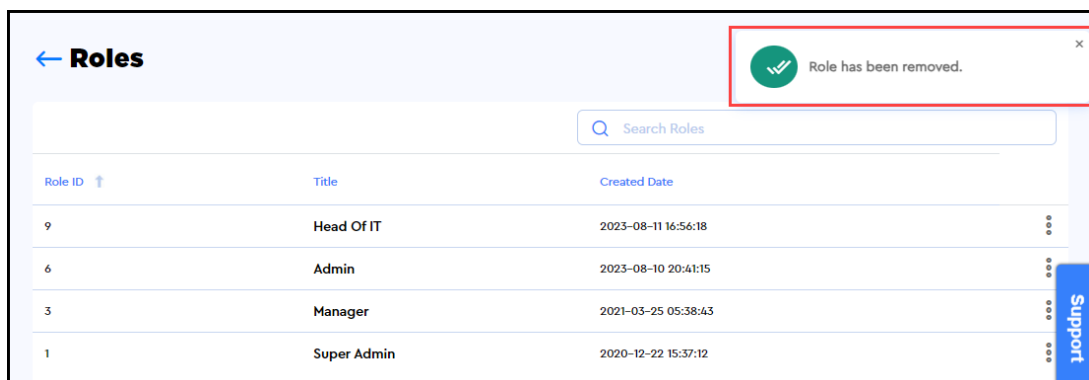 ← Roles
Role has been removed.
×
Search Roles
Role ID ↑ Title Created Date
9 Head Of IT 2023-08-11 16:56:18
6 Admin 2023-08-10 20:41:15
3 Manager 2021-03-25 05:38:43
1 Super Admin 2020-12-22 15:37:12
Support